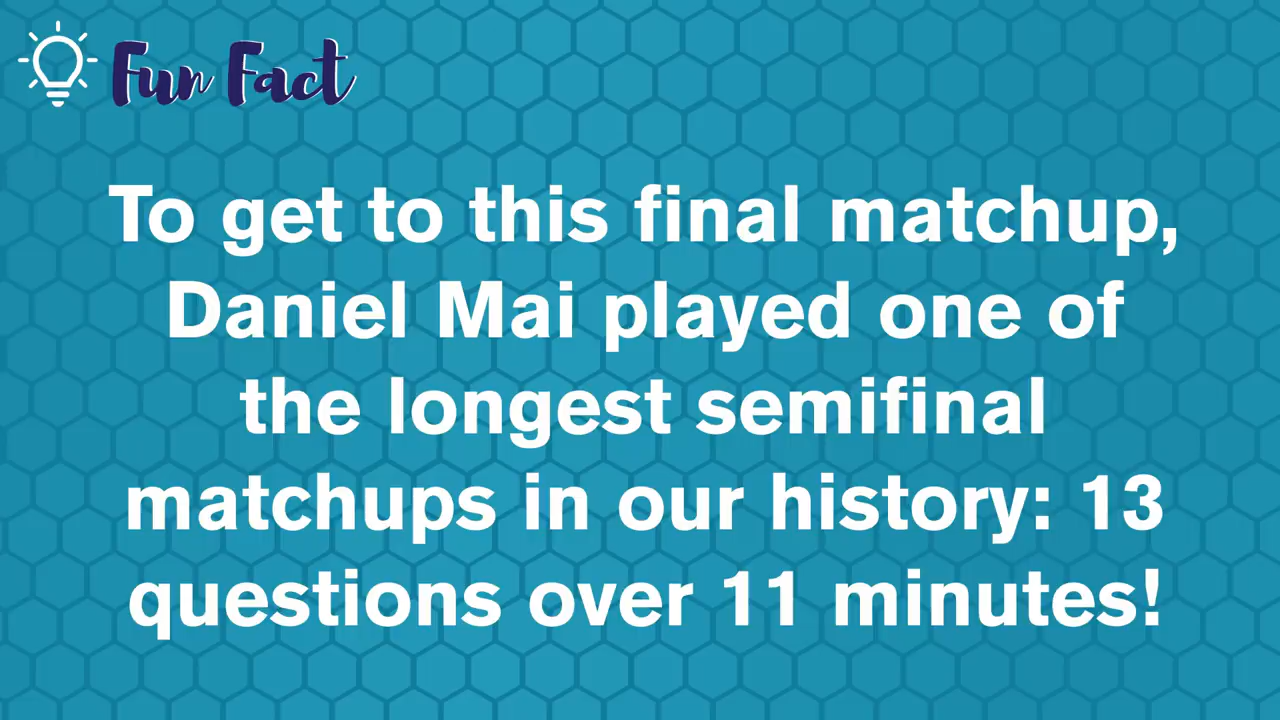 Fun Fact
To get to this final matchup,
Daniel Mai played one of
the longest semifinal
matchups in our history: 13
questions over 11 minutes!